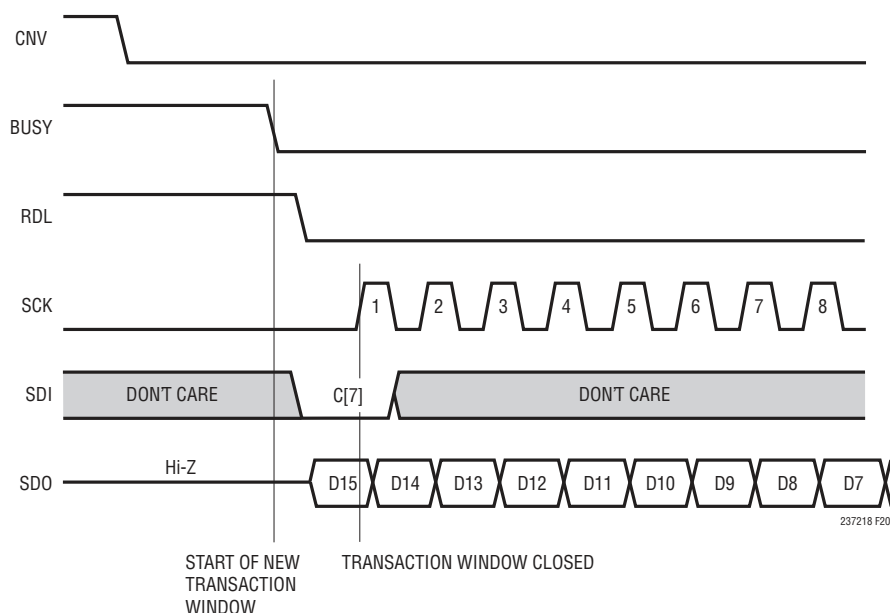 CNV
BUSY
RDL
SCK
1 2 3 4 5 6 7 8
SDI
DON'T CARE C[7] DON'T CARE
SDO
Hi-Z
D15 D14 D13 D12 D11 D10 D9 D8 D7
237218 F20
START OF NEW
TRANSACTION
WINDOW
TRANSACTION WINDOW CLOSED